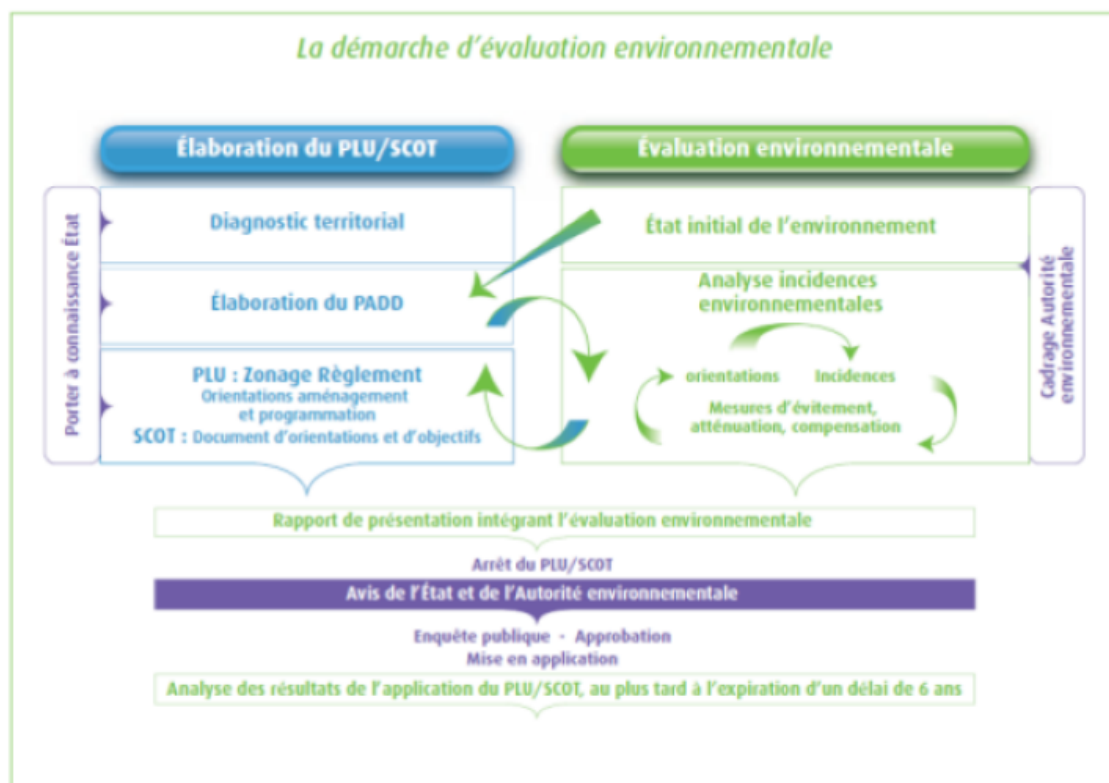 La démarche d'évaluation environnementale
Élaboration du PLU/SCOT
Évaluation environnementale
Porter à connaissance État
Diagnostic territorial
Élaboration du PADD
PLU : Zonage Règlement
Orientations aménagement
et programmation
SCOT : Document d'orientations et d'objectifs
État initial de l'environnement
Analyse incidences
environnementales
orientations
Incidences
Mesures d'évitement,
atténuation, compensation
Cadrage Autorité
environnementale
Rapport de présentation intégrant l'évaluation environnementale
Arrêt du PLU/SCOT
Avis de l'État et de l'Autorité environnementale
Enquête publique - Approbation
Mise en application
Analyse des résultats de l'application du PLU/SCOT, au plus tard à l'expiration d'un délai de 6 ans